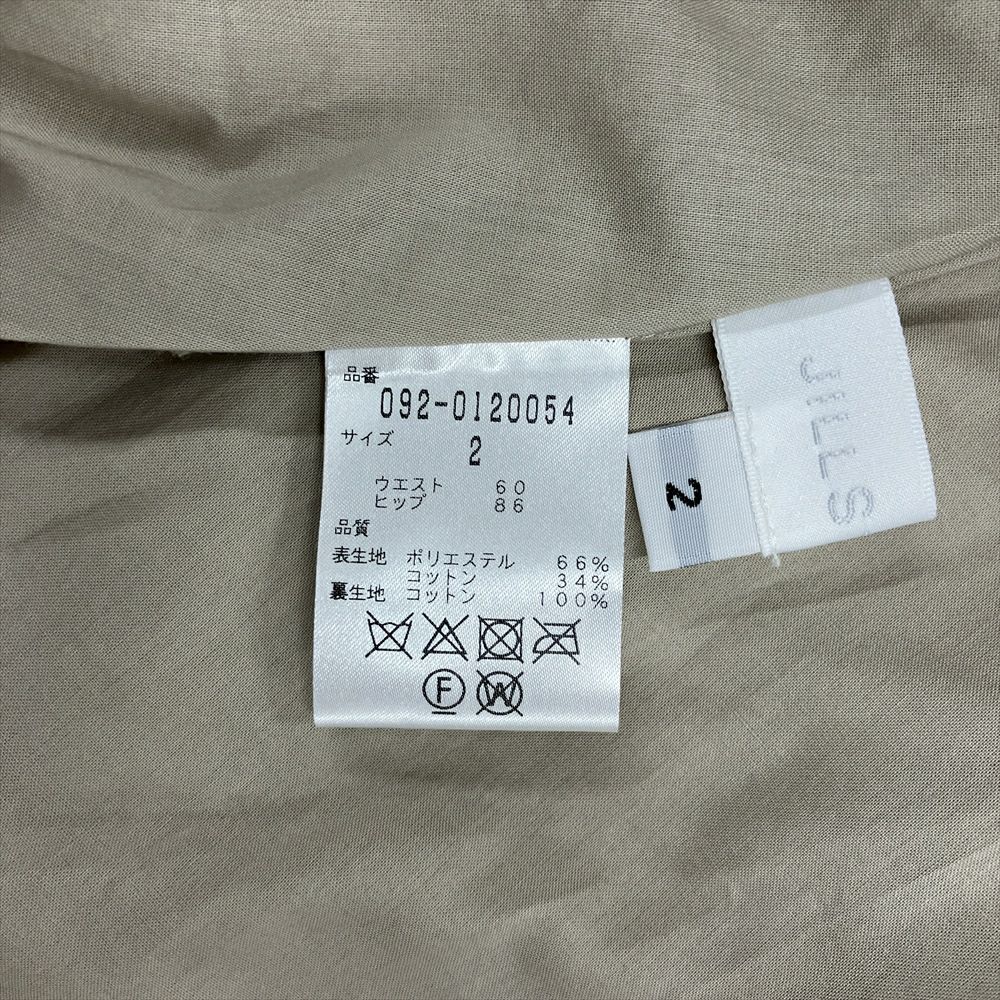 品番
092-0120054
サイズ
2
ウエスト 60
ヒップ 86
品質
表生地 ポリエステル 66%
コットン 34%
裏生地 コットン 100%
F W
2
JILLS